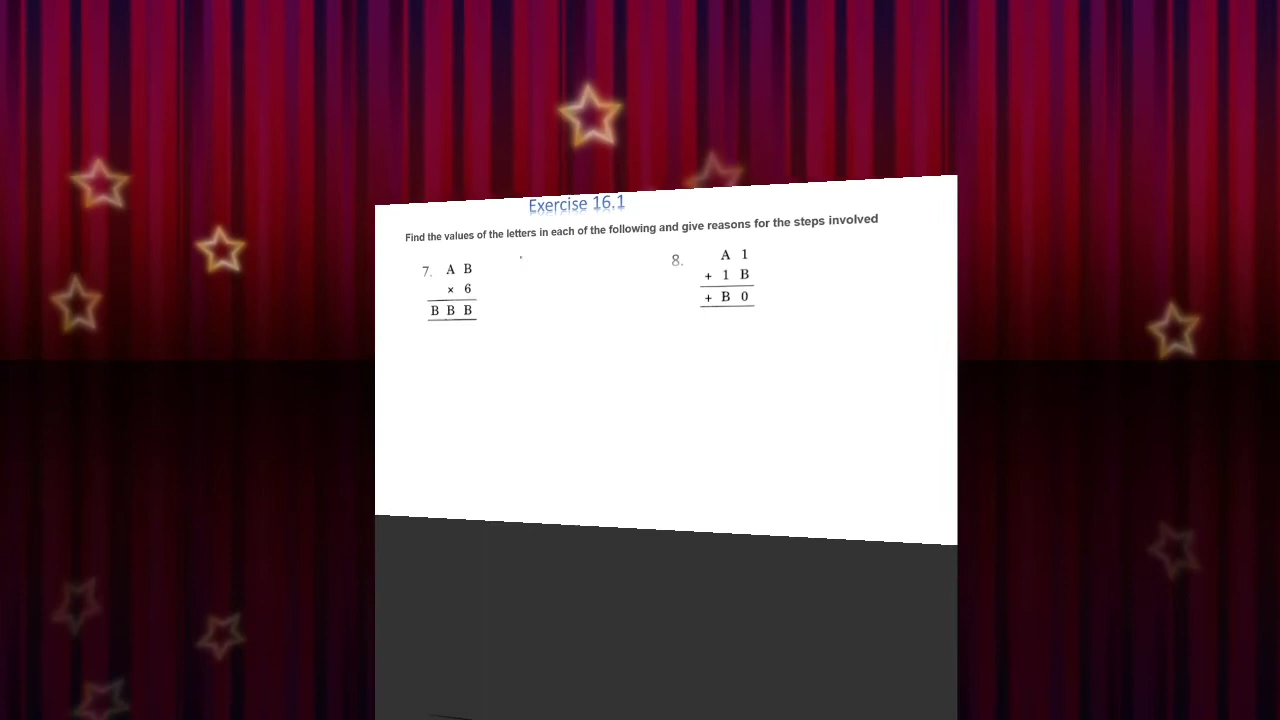 Exercise 16.1
Find the values of the letters in each of the following and give reasons for the steps involved
7. A B
× 6
B B B
8. A 1
+ 1 B
+ B 0